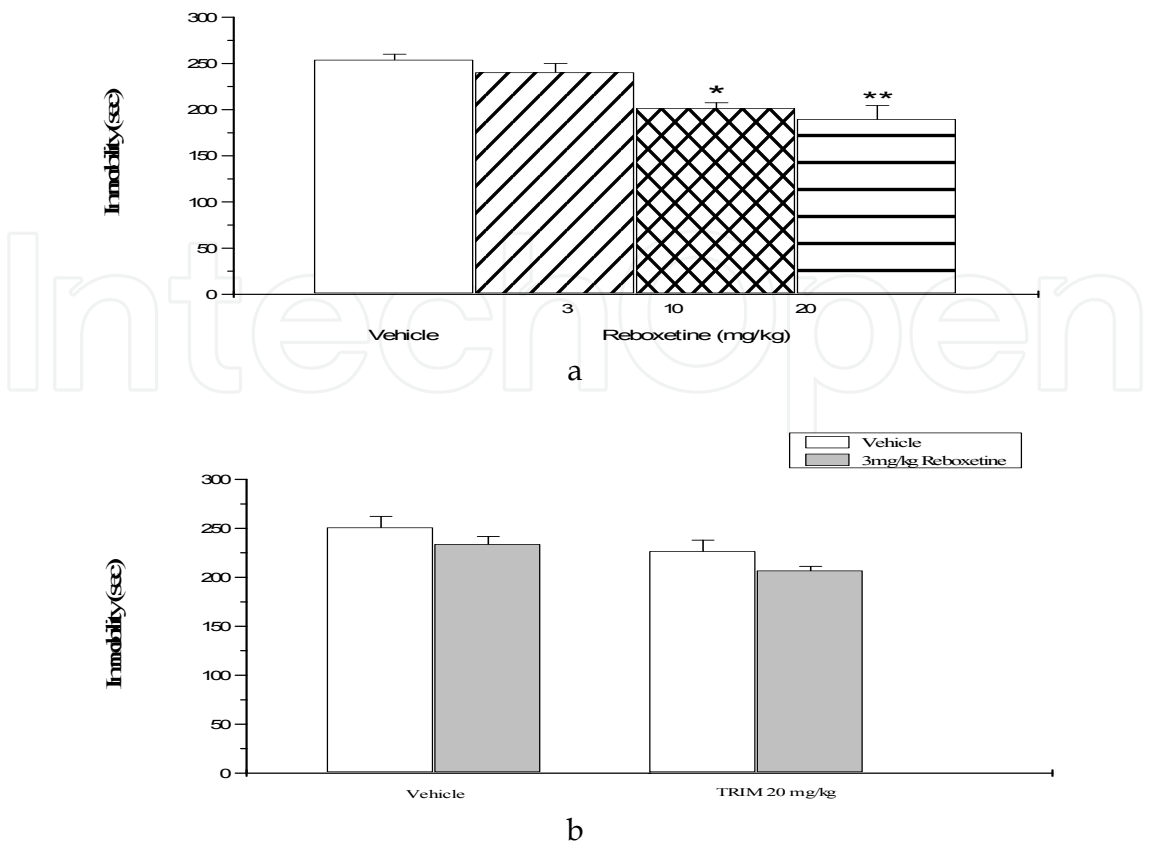 300
250
200
150
100
50
0
Immobility(sec)
*
**
3 10 20
Vehicle Reboxetine (mg/kg)
a
IntechOpen
Vehicle
3mg/kg Reboxetine
300
250
200
150
100
50
0
Immobility(sec)
Vehicle TRIM 20 mg/kg
b